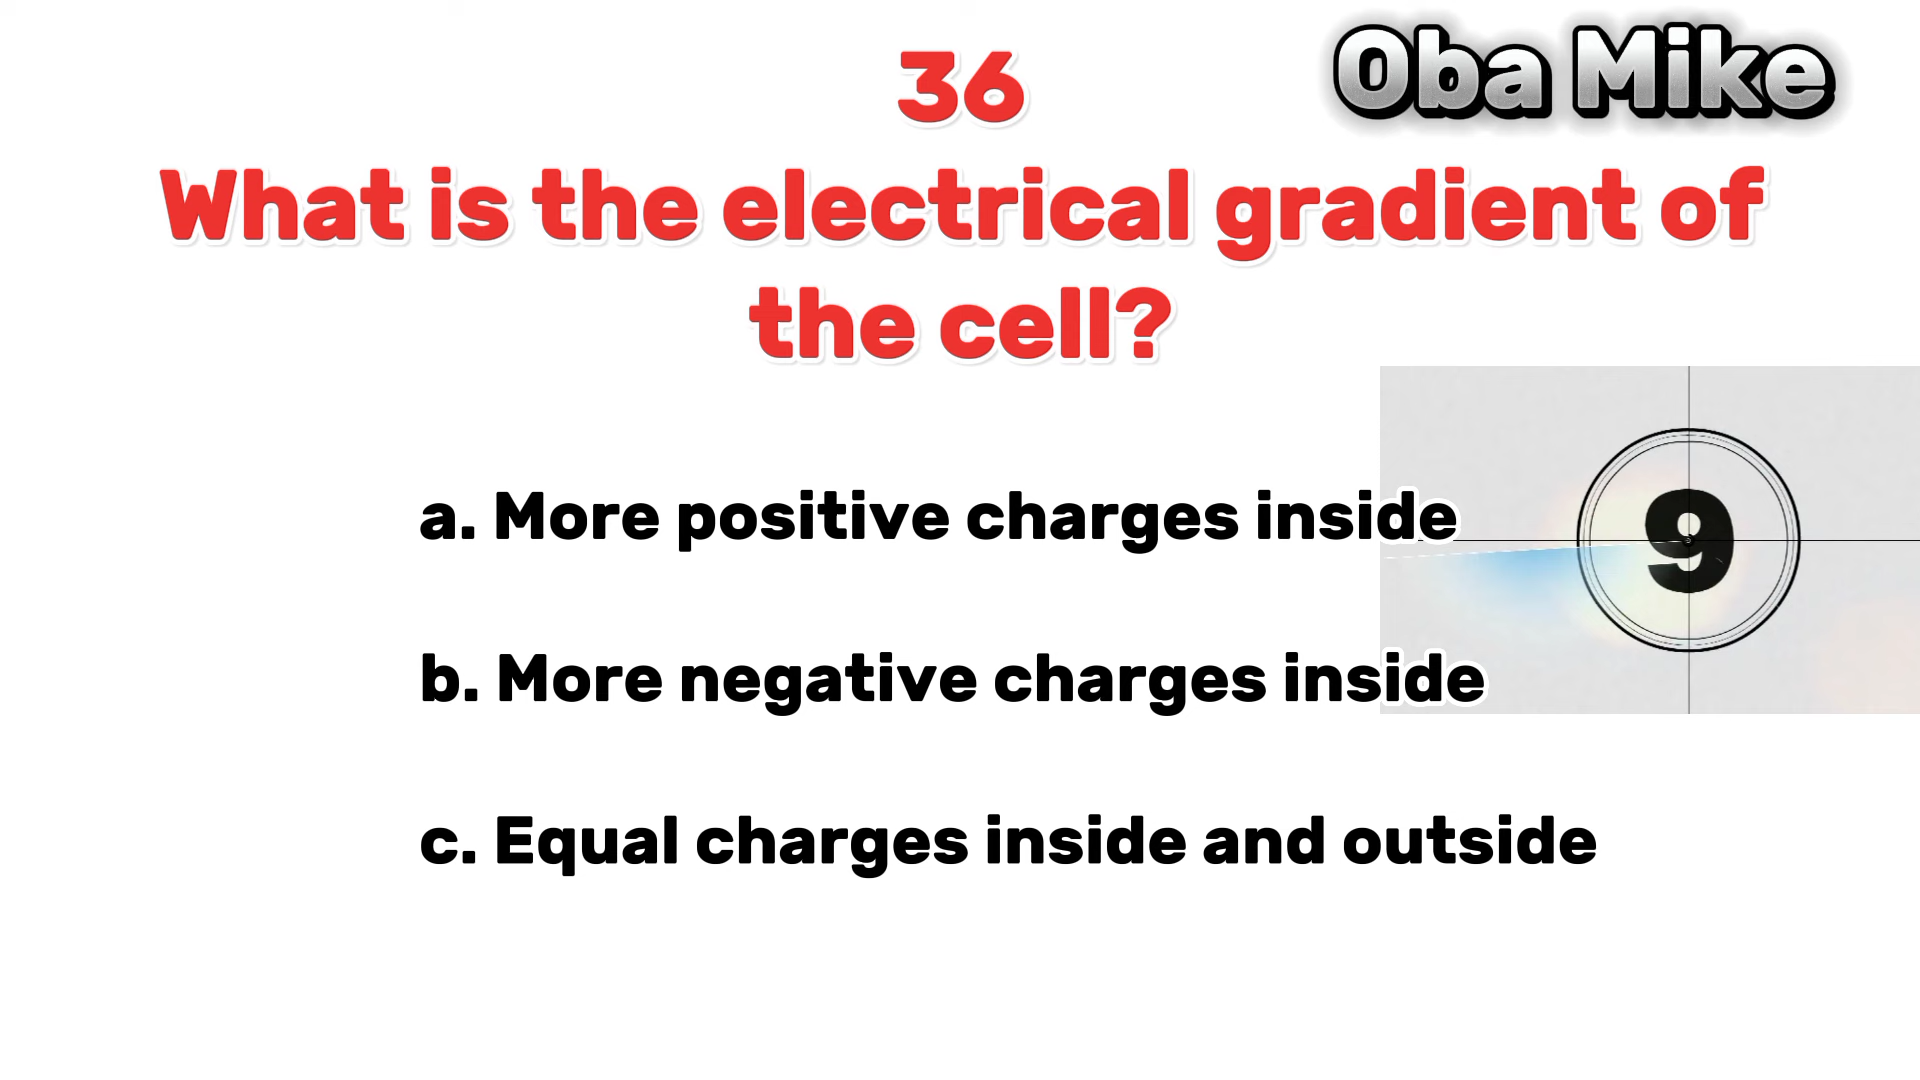 36
Oba Mike
What is the electrical gradient of
the cell?
a. More positive charges inside
9
b. More negative charges inside
c. Equal charges inside and outside